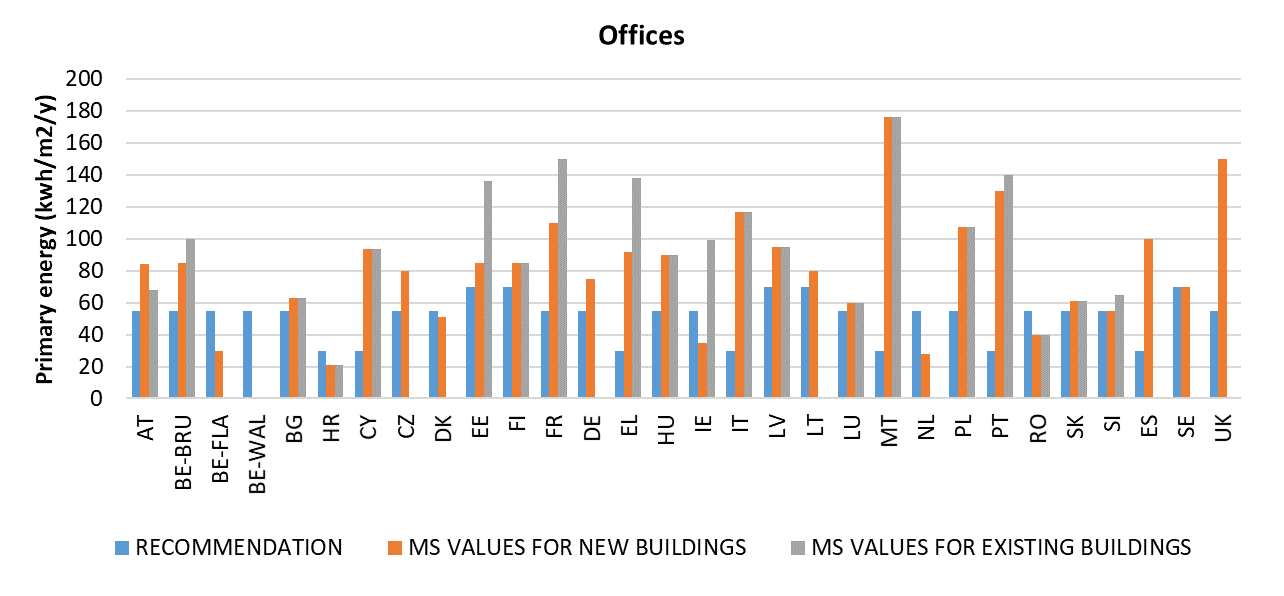 Offices
Primary energy (kwh/m2/y)
200
180
160
140
120
100
80
60
40
20
0
AT
BE-BRU
BE-FLA
BE-WAL
BG
HR
CY
CZ
DK
EE
FI
FR
DE
EL
HU
IE
IT
LV
LT
LU
MT
NL
PL
PT
RO
SK
SI
ES
SE
UK
RECOMMENDATION MS VALUES FOR NEW BUILDINGS MS VALUES FOR EXISTING BUILDINGS